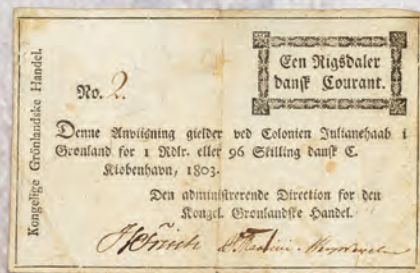 Kongelige Grönlandske Handel.
No. 2.
Een Rigsdaler
dansk Courant.
Denne Anviisning gielder ved Colonien Julianehaab i
Grønland for 1 Rdlr. eller 96 Skilling dansk C.
Kiøbenhavn, 1803.
Den administrerende Direction for den
Kongel. Grønlandske Handel.